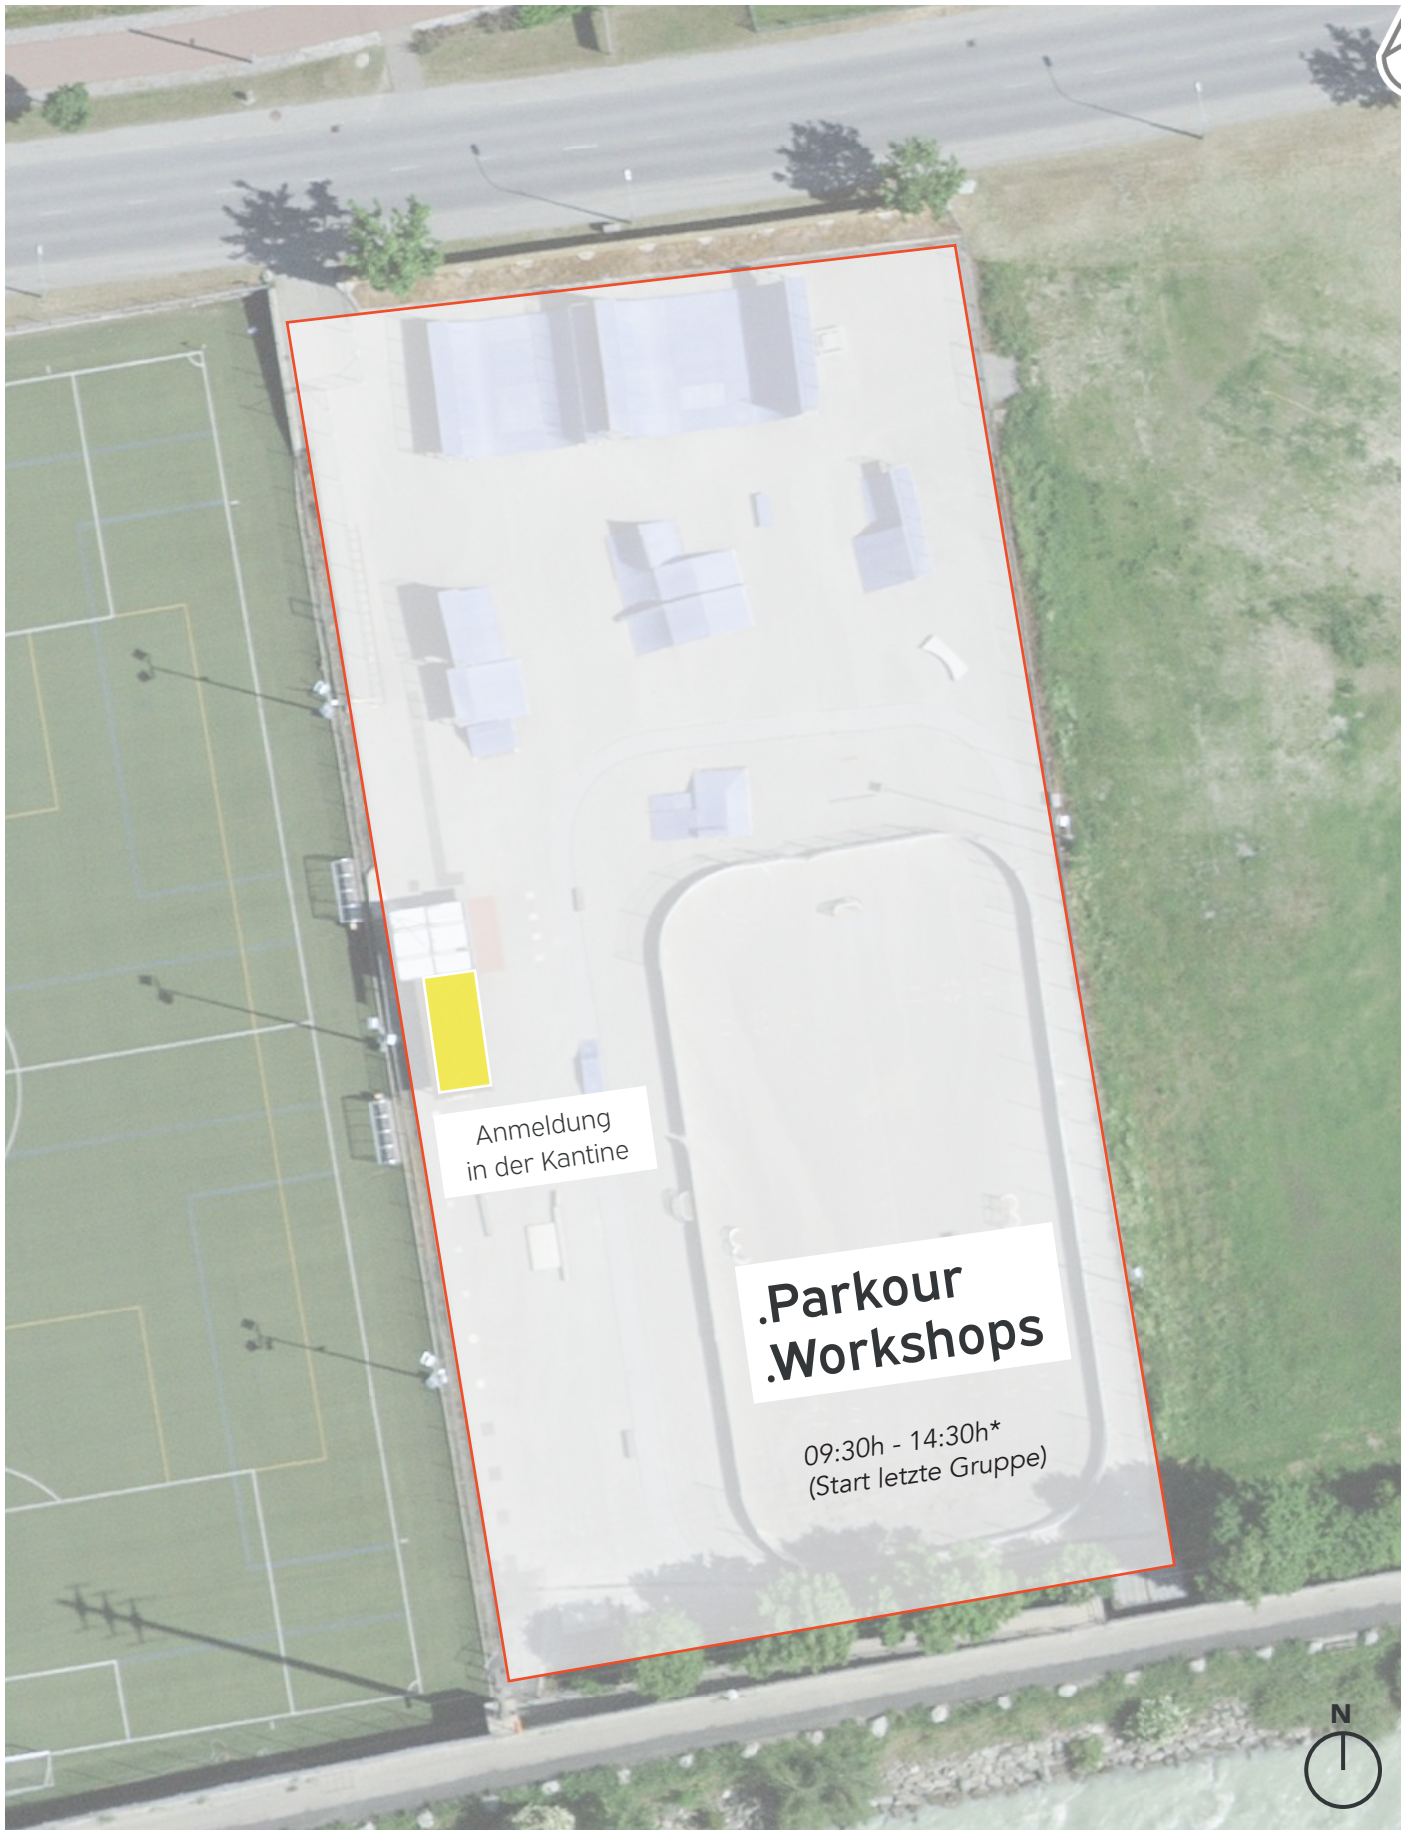 Anmeldung
in der Kantine
.Parkour
.Workshops
09:30h - 14:30h*
(Start letzte Gruppe)
N